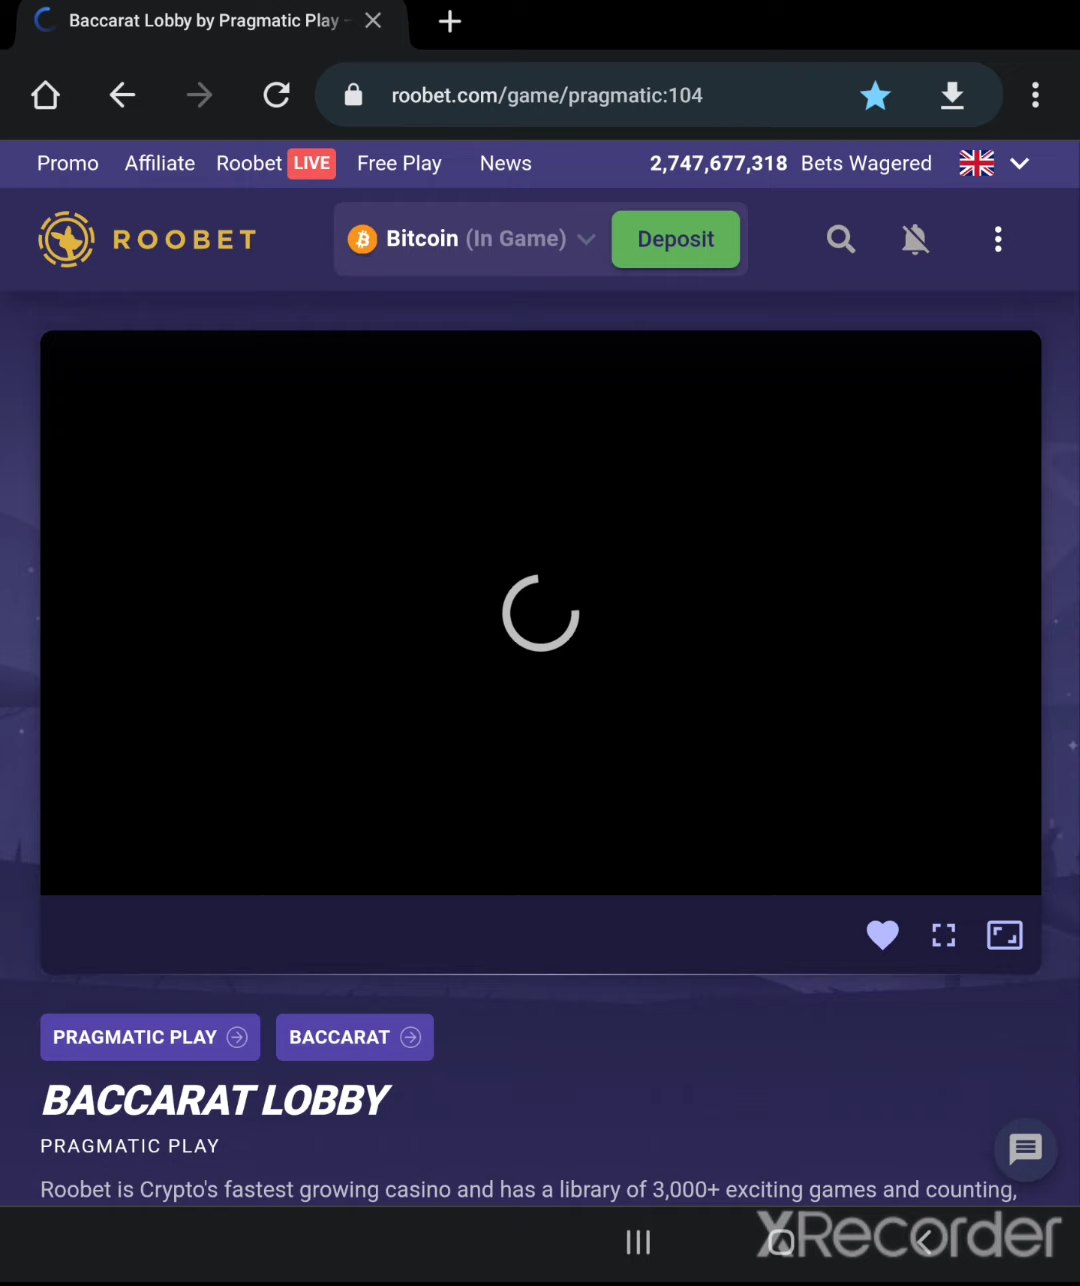 Baccarat Lobby by Pragmatic Play -
roobet.com/game/pragmatic:104
Promo Affiliate Roobet LIVE Free Play News 2,747,677,318 Bets Wagered
ROOBET Bitcoin (In Game) Deposit
PRAGMATIC PLAY BACCARAT
BACCARAT LOBBY
PRAGMATIC PLAY
Roobet is Crypto's fastest growing casino and has a library of 3,000+ exciting games and counting,
XRecorder